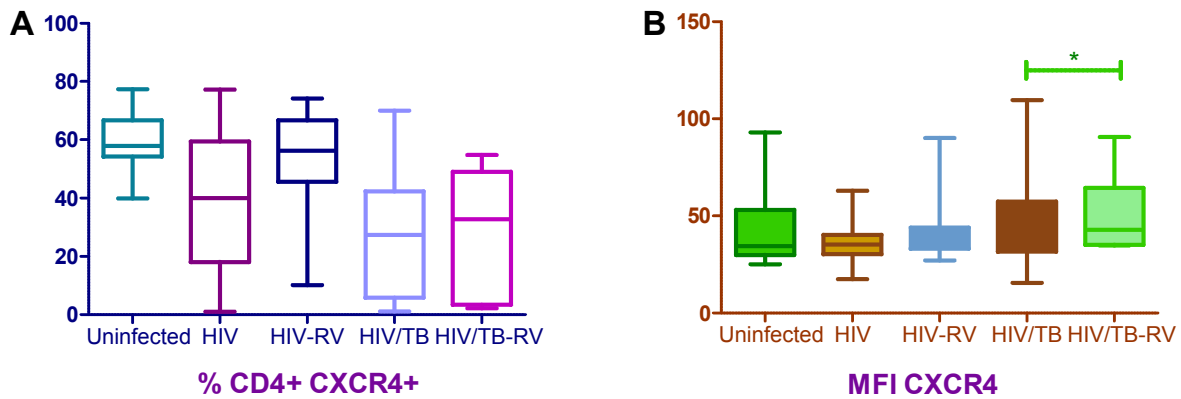 A
100
80
60
40
20
0
Uninfected HIV HIV-RV HIV/TB HIV/TB-RV
% CD4+ CXCR4+
B
150
100
50
0
*
Uninfected HIV HIV-RV HIV/TB HIV/TB-RV
MFI CXCR4